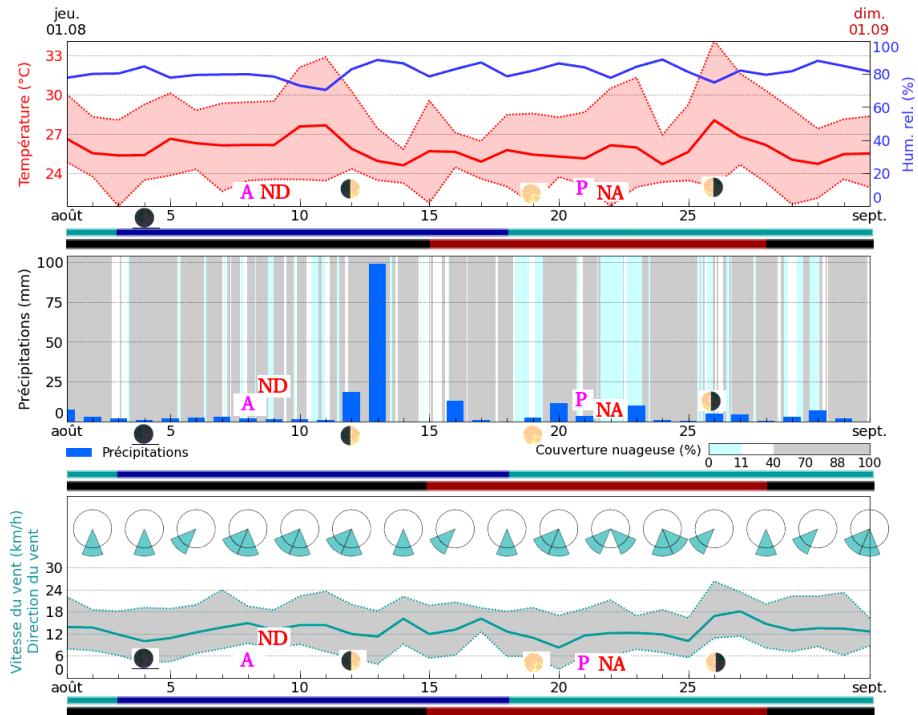 jeu.
01.08
dim.
01.09
Température (°C)
33
30
27
24
Hum. rel. (%)
100
80
60
40
20
0
A ND
P NA
août 5 10 15 20 25 sept.
Précipitations (mm)
100
75
50
25
0
ND
A
P
NA
août 5 10 15 20 25 sept.
Précipitations
Couverture nuageuse (%)
0 11 40 70 88 100
Vitesse du vent (km/h)
Direction du vent
30
24
18
12
6
0
ND
A
P NA
août 5 10 15 20 25 sept.